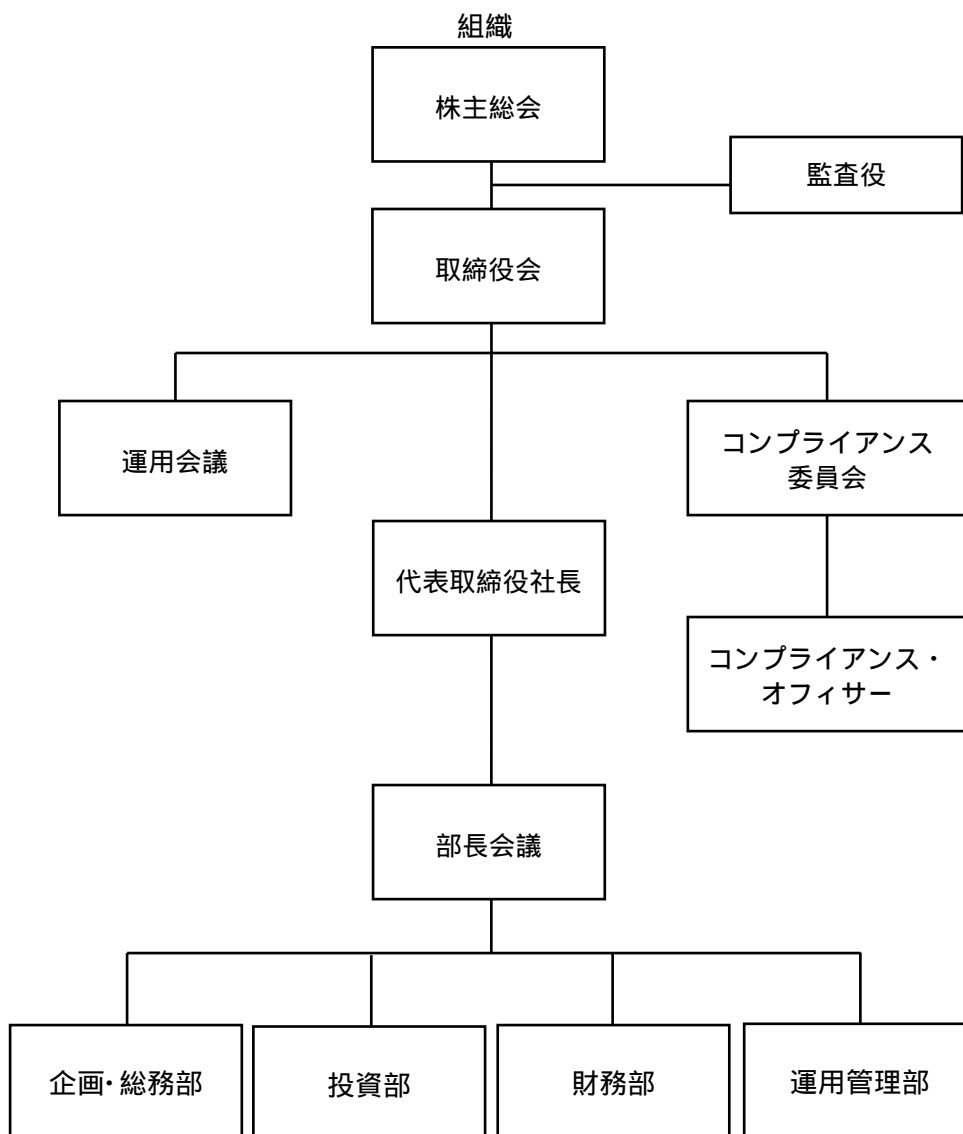 組織
株主総会
監査役
取締役会
運用会議
コンプライアンス
委員会
代表取締役社長
コンプライアンス・
オフィサー
部長会議
企画・総務部
投資部
財務部
運用管理部